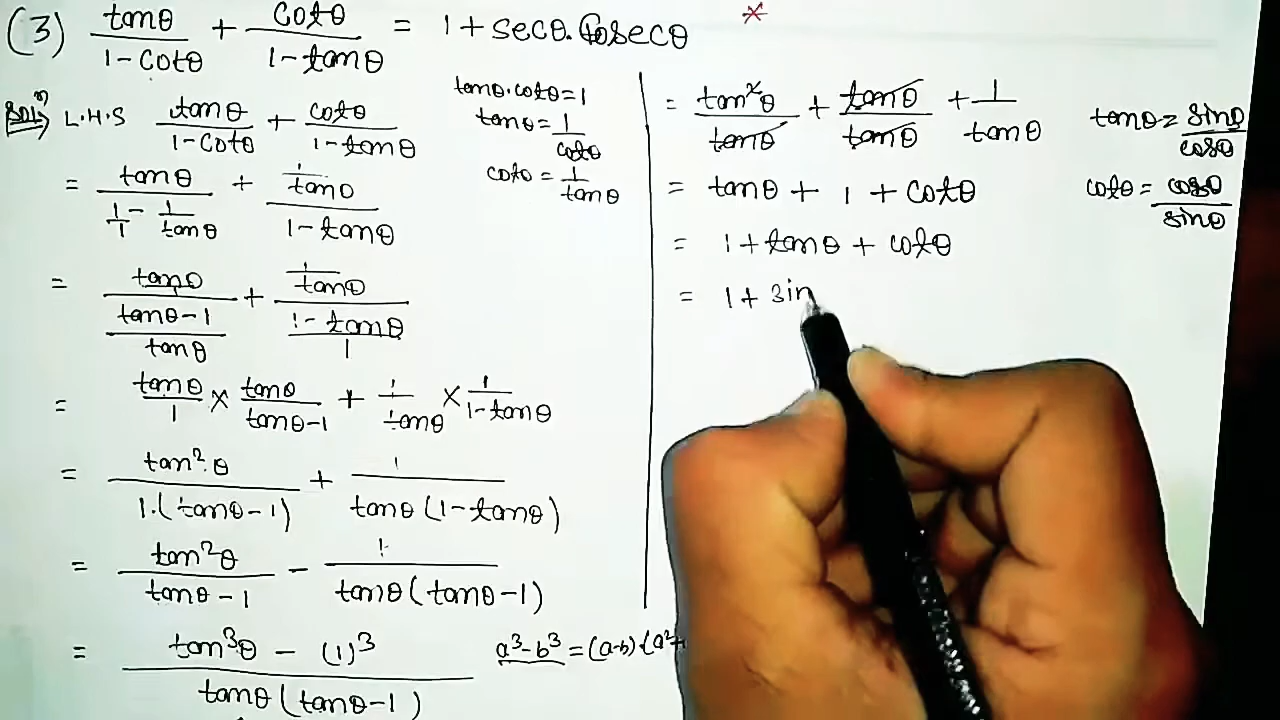 (3) tanθ/1-cotθ + cotθ/1-tanθ = 1+secθ.Cosecθ
Sol^n) L.H.S tanθ/1-cotθ + cotθ/1-tanθ
tanθ.cotθ=1
tanθ = 1/cotθ
cotθ = 1/tanθ
= tanθ/(1/1 - 1/tanθ) + (1/tanθ)/(1-tanθ)
= tanθ/((tanθ-1)/tanθ) + (1/tanθ)/((1-tanθ)/1)
= tanθ/1 × tanθ/tanθ-1 + 1/tanθ × 1/1-tanθ
= tan²θ/1.(tanθ-1) + 1/tanθ(1-tanθ)
= tan²θ/tanθ-1 - 1/tanθ(tanθ-1)
= tan³θ-(1)³/tanθ(tanθ-1)
a³-b³=(a-b)(a²+
= tan²θ/tanθ + tanθ/tanθ + 1/tanθ
tanθ = sinθ/cosθ
= tanθ + 1 + cotθ
cotθ = cosθ/sinθ
= 1+tanθ + cotθ
= 1+ sin